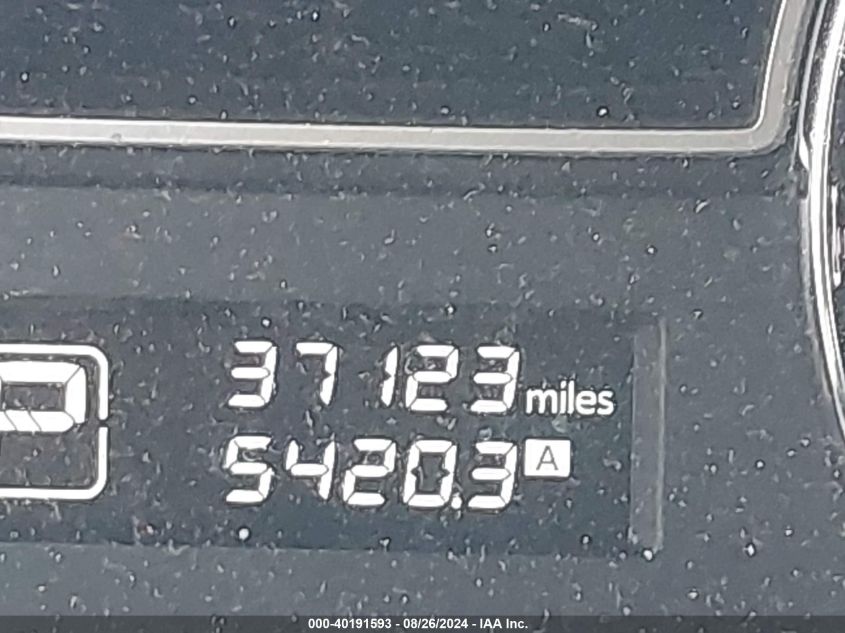 37123 miles
P
5420.3 A
000-40191593 - 08/26/2024 - IAA Inc.